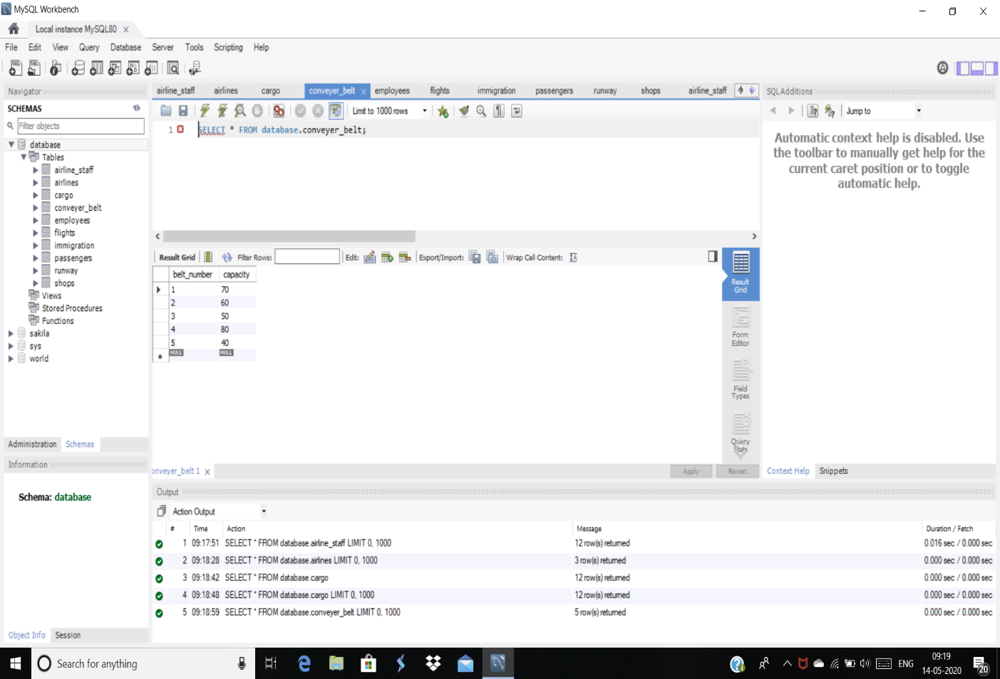 MySQL Workbench
Local instance MySQL80
File Edit View Query Database Server Tools Scripting Help
Navigator
SCHEMAS
Filter objects
database
Tables
airline_staff
airlines
cargo
conveyer_belt
employees
flights
immigration
passengers
runway
shops
Views
Stored Procedures
Functions
sakila
sys
world
Administration Schemas
Information
Schema: database
Object Info Session
airline_staff airlines cargo conveyer_belt employees flights immigration passengers runway shops airline_staff
Limit to 1000 rows
1 SELECT * FROM database.conveyer_belt;
Result Grid Filter Rows: Edit: Export/Import: Wrap Cell Content:
belt_number capacity
1 70
2 60
3 50
4 80
5 40
NULL NULL
Result
Grid
Form
Editor
Field
Types
Query
Stats
onveyer_belt 1
Apply Revert
SQLAdditions
Jump to
Automatic context help is disabled. Use
the toolbar to manually get help for the
current caret position or to toggle
automatic help.
Context Help Snippets
Output
Action Output
# Time Action Message Duration / Fetch
1 09:17:51 SELECT * FROM database.airline_staff LIMIT 0, 1000 12 row(s) returned 0.016 sec / 0.000 sec
2 09:18:28 SELECT * FROM database.airlines LIMIT 0, 1000 3 row(s) returned 0.000 sec / 0.000 sec
3 09:18:42 SELECT * FROM database.cargo 12 row(s) returned 0.000 sec / 0.000 sec
4 09:18:48 SELECT * FROM database.cargo LIMIT 0, 1000 12 row(s) returned 0.000 sec / 0.000 sec
5 09:18:59 SELECT * FROM database.conveyer_belt LIMIT 0, 1000 5 row(s) returned 0.000 sec / 0.000 sec
Search for anything
ENG
09:19
14-05-2020
20